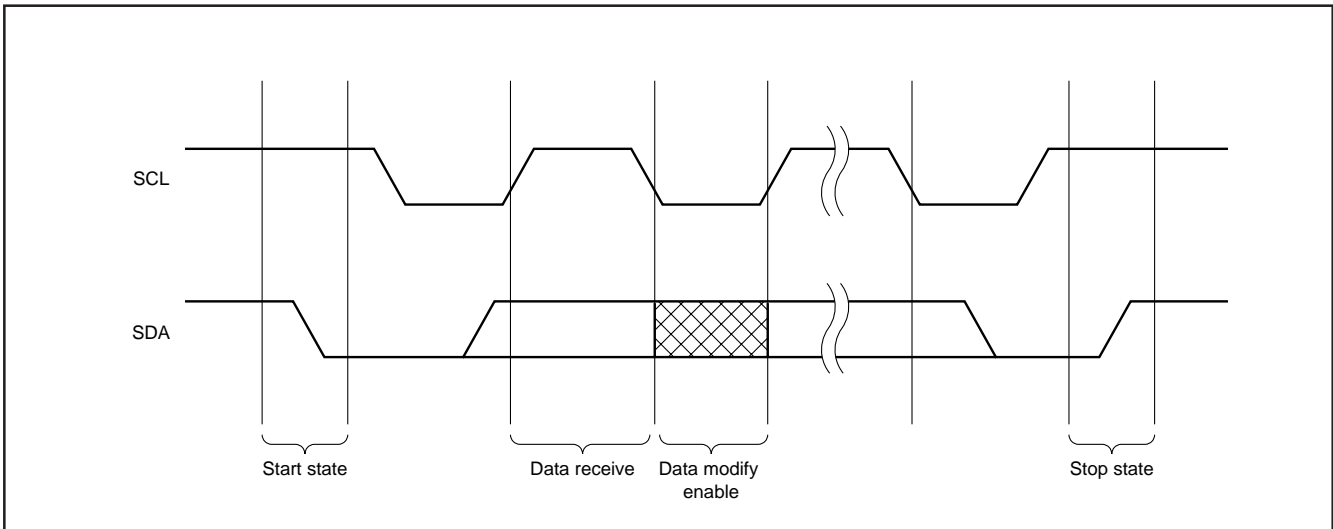 SCL
SDA
Start state
Data receive
Data modify
enable
Stop state